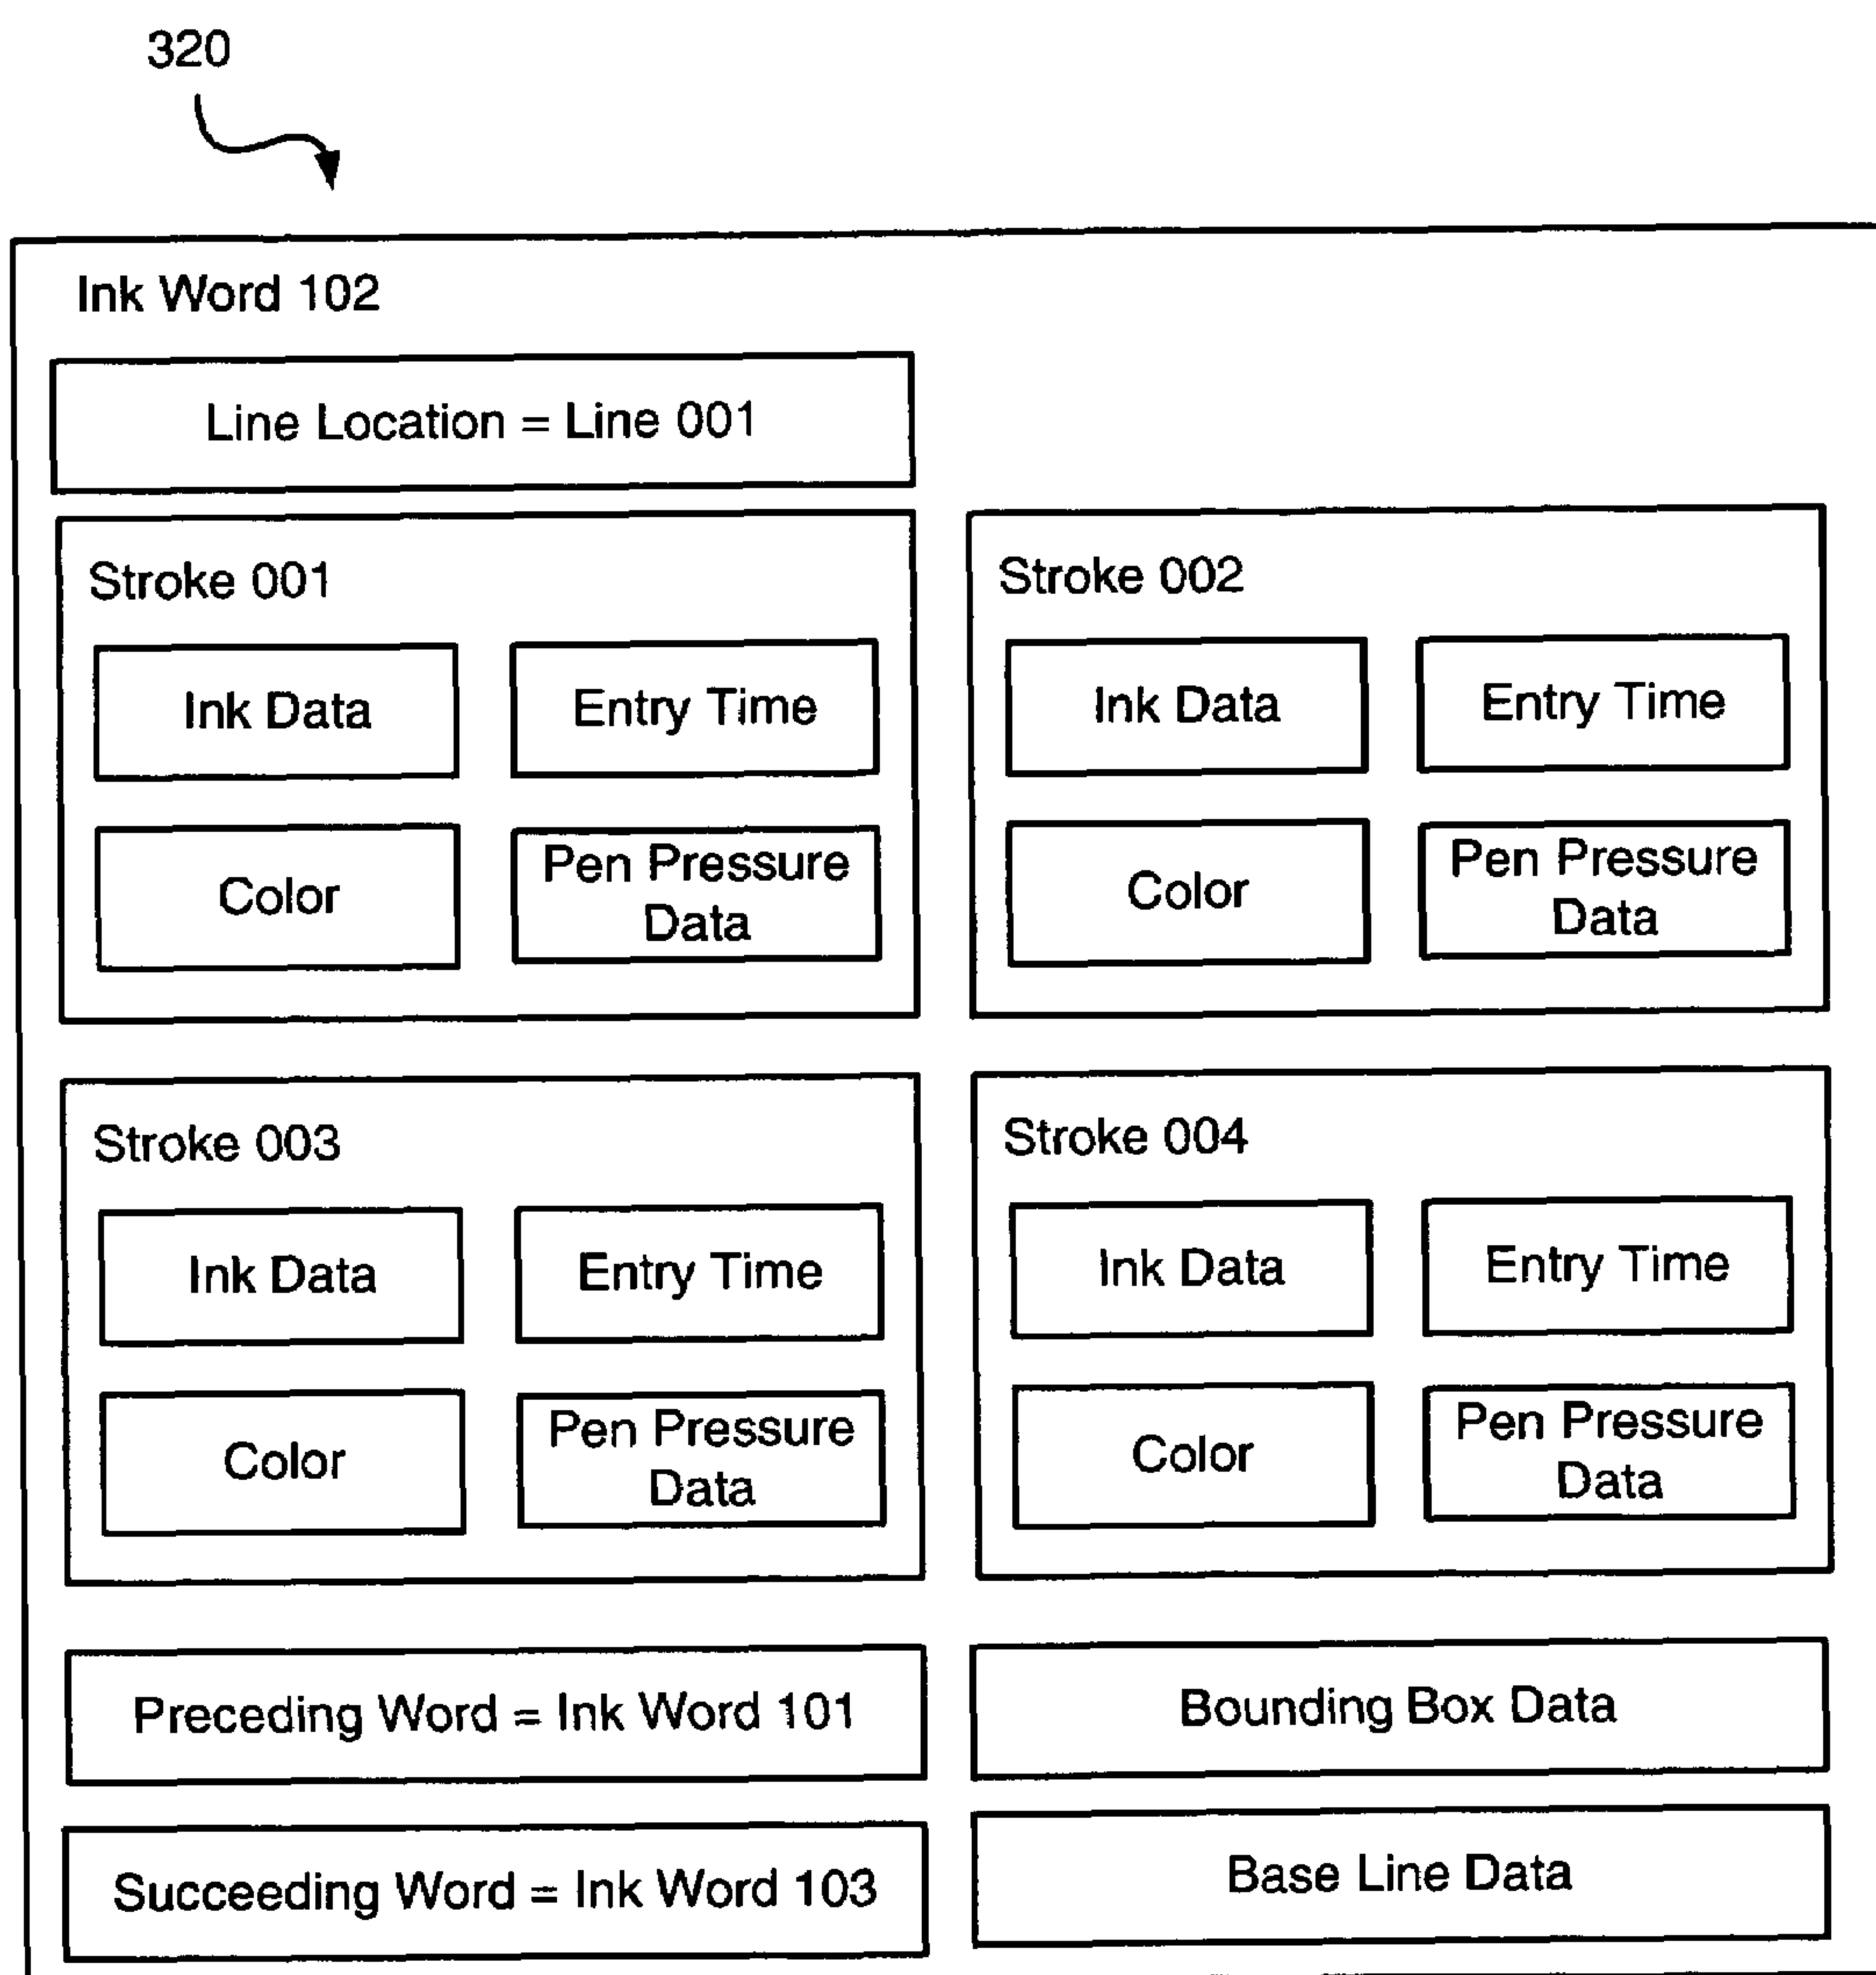 320
Ink Word 102
Line Location = Line 001
Stroke 001
Ink Data
Entry Time
Color
Pen Pressure
Data
Stroke 002
Ink Data
Entry Time
Color
Pen Pressure
Data
Stroke 003
Ink Data
Entry Time
Color
Pen Pressure
Data
Stroke 004
Ink Data
Entry Time
Color
Pen Pressure
Data
Preceding Word = Ink Word 101
Bounding Box Data
Succeeding Word = Ink Word 103
Base Line Data